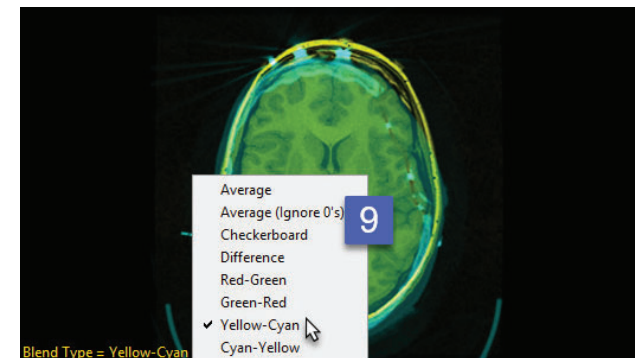 Average
Average (Ignore 0's)
9
Checkerboard
Difference
Red-Green
Green-Red
✔ Yellow-Cyan
Cyan-Yellow
Blend Type = Yellow-Cyan